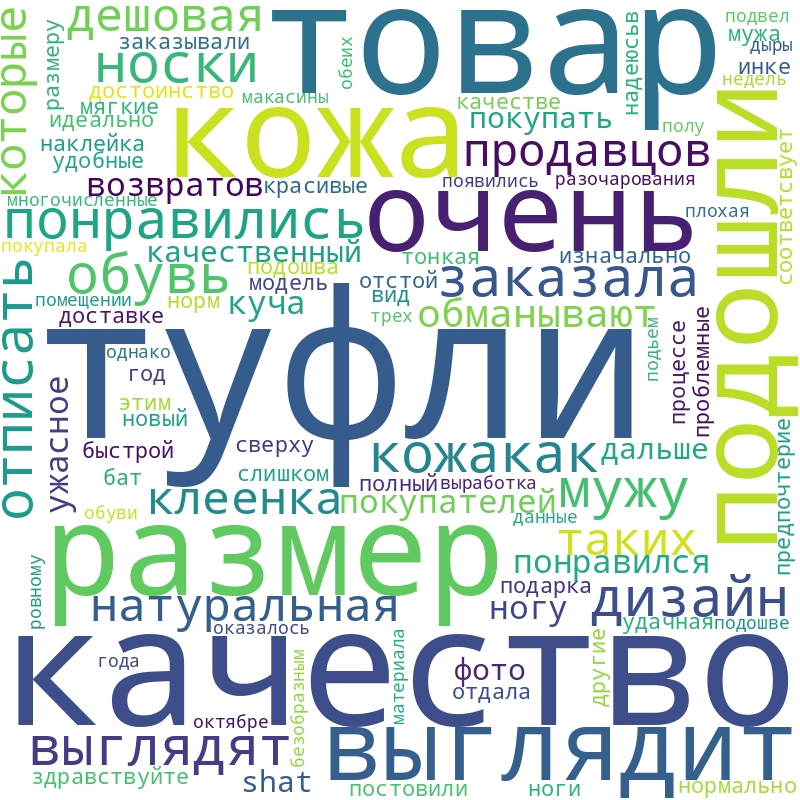 которые
размеру
дешовая
заказывали
носки
товар
обеих
надеюсьв
подвел
мужа
дыры
инке
недель
достоинство
макасины
мягкие
идеально
наклейка
удобные
кожа
качестве
покупать
полу
продавцов
соответсвует
подошли
возвратов
красивые
появились
разочарования
многочисленные
понравились
очень
плохая
покупала
качественный
тонкая
изначально
обувь
подошва
модель
отстой
заказала
помещении
норм
куча
вид
обманывают
доставке
трех
отписать
туфли
однако
год
подьем
процессе
проблемные
ужасное
этим
новый
быстрой
сверху
кожакак
дальше
бат
слишком
полный
выработка
мужу
клеенка
покупателей
обуви
данные
предпочтерие
размер
таких
понравился
ровному
натуральная
подарка
ногу
дизайн
оказалось
удачная
подошве
качество
года
материала
фото
отдала
другие
безобразным
октябре
выглядят
выглядит
здравствуйте
shat
постовили
ноги
нормально